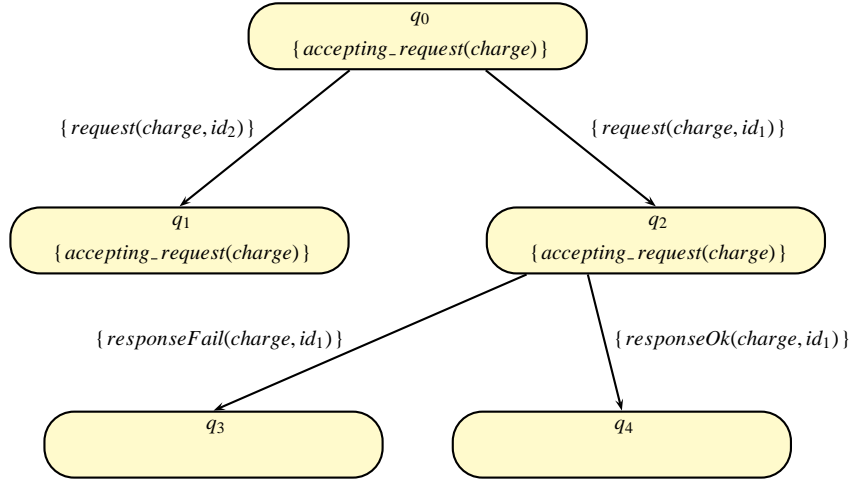 q0
{accepting_request(charge)}
{request(charge, id2)}
{request(charge, id1)}
q1
{accepting_request(charge)}
q2
{accepting_request(charge)}
{responseFail(charge, id1)}
{responseOk(charge, id1)}
q3
q4